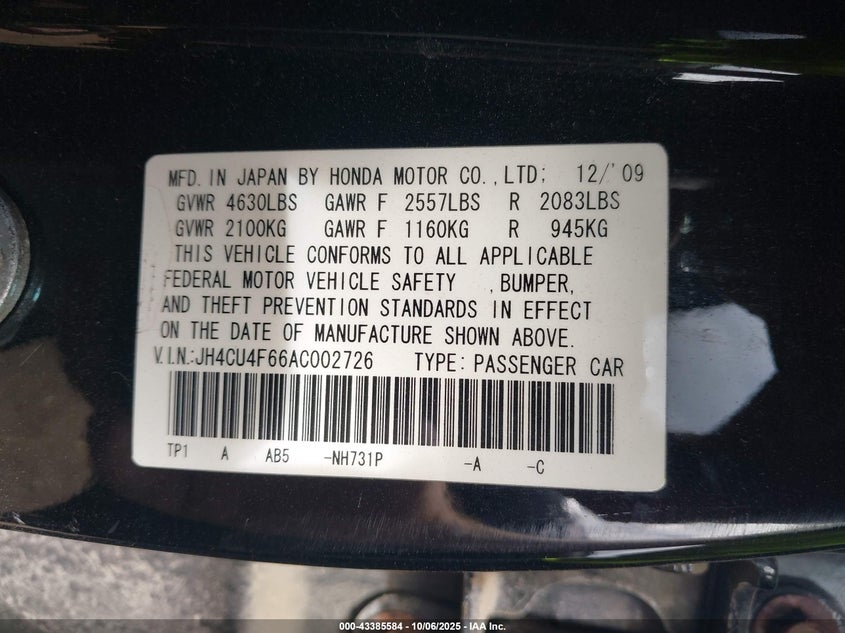 MFD. IN JAPAN BY HONDA MOTOR CO.,LTD; 12/'09
GVWR 4630LBS GAWR F 2557LBS R 2083LBS
GVWR 2100KG GAWR F 1160KG R 945KG
THIS VEHICLE CONFORMS TO ALL APPLICABLE
FEDERAL MOTOR VEHICLE SAFETY ,BUMPER,
AND THEFT PREVENTION STANDARDS IN EFFECT
ON THE DATE OF MANUFACTURE SHOWN ABOVE.
V.I.N.:JH4CU4F66AC002726 TYPE: PASSENGER CAR
TP1 A AB5 -NH731P -A -C
000-43385584 - 10/06/2025 - IAA Inc.